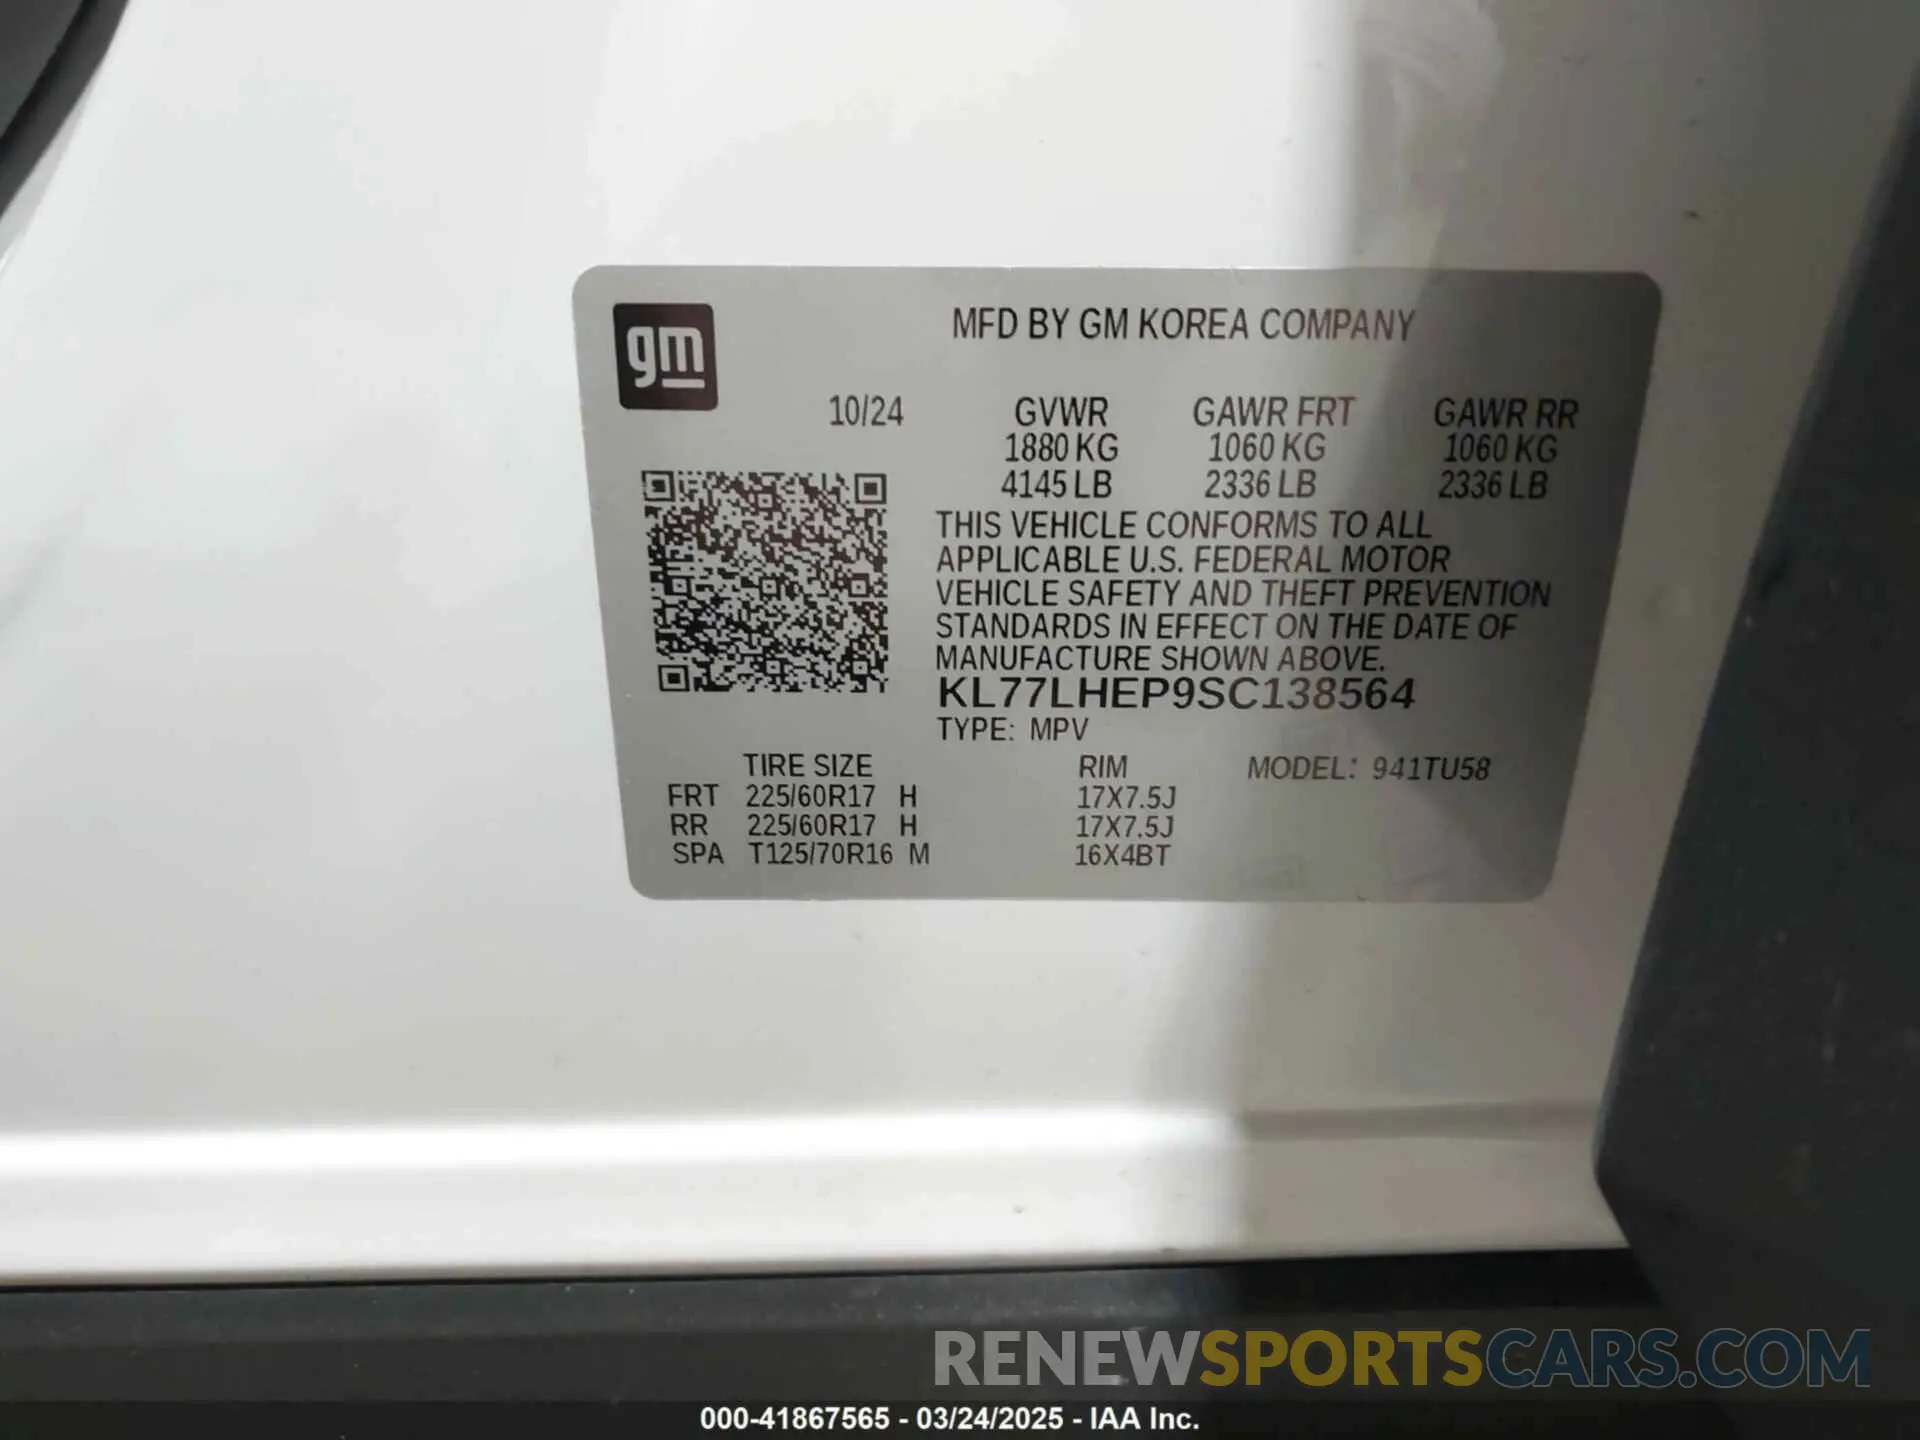 gm
MFD BY GM KOREA COMPANY
10/24 GVWR GAWR FRT GAWR RR
1880 KG 1060 KG 1060 KG
4145 LB 2336 LB 2336 LB
THIS VEHICLE CONFORMS TO ALL
APPLICABLE U.S. FEDERAL MOTOR
VEHICLE SAFETY AND THEFT PREVENTION
STANDARDS IN EFFECT ON THE DATE OF
MANUFACTURE SHOWN ABOVE.
KL77LHEP9SC138564
TYPE: MPV
TIRE SIZE RIM MODEL: 941TU58
FRT 225/60R17 H 17X7.5J
RR 225/60R17 H 17X7.5J
SPA T125/70R16 M 16X4BT
RENEWSPORTSCARS.COM
000-41867565 - 03/24/2025 - IAA Inc.